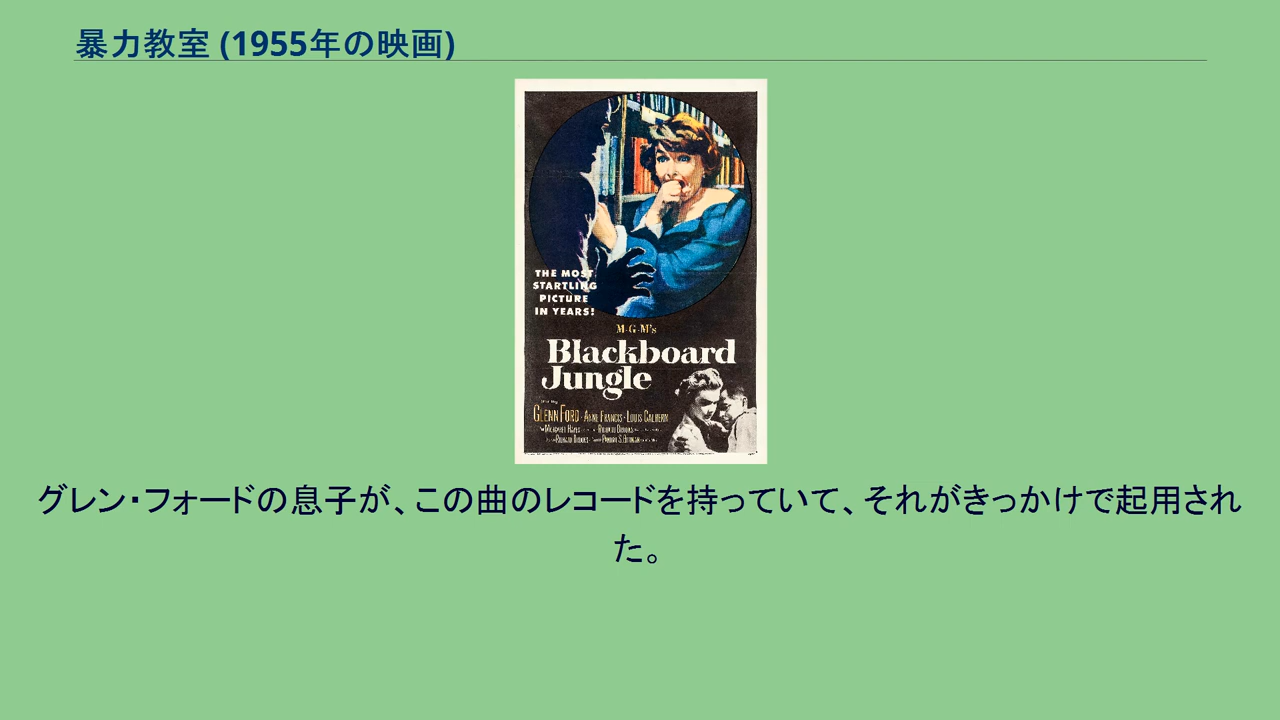 暴力教室 (1955年の映画)
THE MOST
STARTLING
PICTURE
IN YEARS!
M-G-M's
Blackboard
Jungle
GLENN FORD · ANNE FRANCIS · LOUIS CALHERN
グレン・フォードの息子が、この曲のレコードを持っていて、それがきっかけで起用され
た。